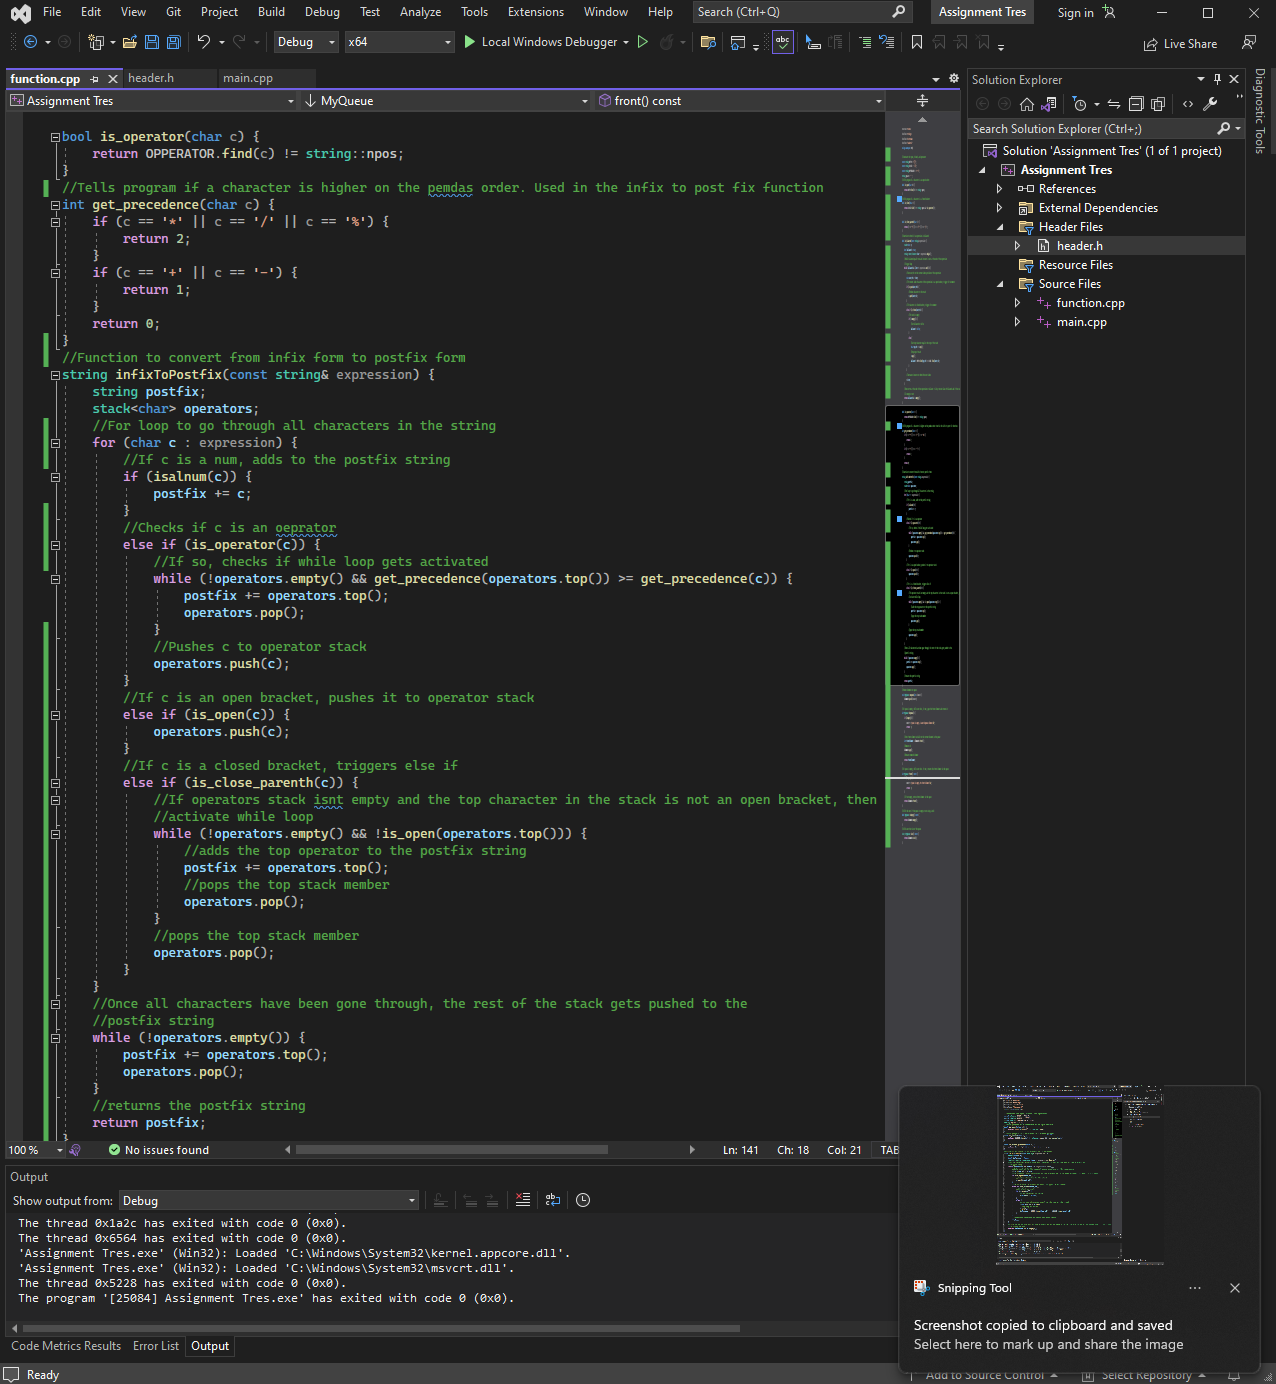 File Edit View Git Project Build Debug Test Analyze Tools Extensions Window Help Search (Ctrl+Q) Assignment Tres Sign in
Debug x64 Local Windows Debugger Live Share
function.cpp header.h main.cpp
Assignment Tres MyQueue front() const
bool is_operator(char c) {
return OPPERATOR.find(c) != string::npos;
}
//Tells program if a character is higher on the pemdas order. Used in the infix to post fix function
int get_precedence(char c) {
if (c == '*' || c == '/' || c == '%') {
return 2;
}
if (c == '+' || c == '-') {
return 1;
}
return 0;
}
//Function to convert from infix form to postfix form
string infixToPostfix(const string& expression) {
string postfix;
stack<char> operators;
//For loop to go through all characters in the string
for (char c : expression) {
//If c is a num, adds to the postfix string
if (isalnum(c)) {
postfix += c;
}
//Checks if c is an oeprator
else if (is_operator(c)) {
//If so, checks if while loop gets activated
while (!operators.empty() && get_precedence(operators.top()) >= get_precedence(c)) {
postfix += operators.top();
operators.pop();
}
//Pushes c to operator stack
operators.push(c);
}
//If c is an open bracket, pushes it to operator stack
else if (is_open(c)) {
operators.push(c);
}
//If c is a closed bracket, triggers else if
else if (is_close_parenth(c)) {
//If operators stack isnt empty and the top character in the stack is not an open bracket, then
//activate while loop
while (!operators.empty() && !is_open(operators.top())) {
//adds the top operator to the postfix string
postfix += operators.top();
//pops the top stack member
operators.pop();
}
//pops the top stack member
operators.pop();
}
}
//Once all characters have been gone through, the rest of the stack gets pushed to the
//postfix string
while (!operators.empty()) {
postfix += operators.top();
operators.pop();
}
//returns the postfix string
return postfix;
}
100 % No issues found Ln: 141 Ch: 18 Col: 21 TAB
Output
Show output from: Debug
The thread 0x1a2c has exited with code 0 (0x0).
The thread 0x6564 has exited with code 0 (0x0).
'Assignment Tres.exe' (Win32): Loaded 'C:\Windows\System32\kernel.appcore.dll'.
'Assignment Tres.exe' (Win32): Loaded 'C:\Windows\System32\msvcrt.dll'.
The thread 0x5228 has exited with code 0 (0x0).
The program '[25084] Assignment Tres.exe' has exited with code 0 (0x0).
Code Metrics Results Error List Output
Ready
Solution Explorer
Search Solution Explorer (Ctrl+;)
Solution 'Assignment Tres' (1 of 1 project)
Assignment Tres
References
External Dependencies
Header Files
header.h
Resource Files
Source Files
function.cpp
main.cpp
Diagnostic Tools
Snipping Tool
Screenshot copied to clipboard and saved
Select here to mark up and share the image
Add to Source Control Select Repository